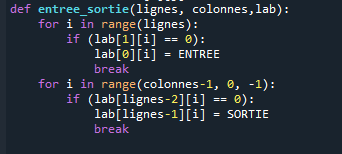 def entree_sortie(lignes, colonnes,lab):
    for i in range(lignes):
        if (lab[1][i] == 0):
            lab[0][i] = ENTREE
            break
    for i in range(colonnes-1, 0, -1):
        if (lab[lignes-2][i] == 0):
            lab[lignes-1][i] = SORTIE
            break